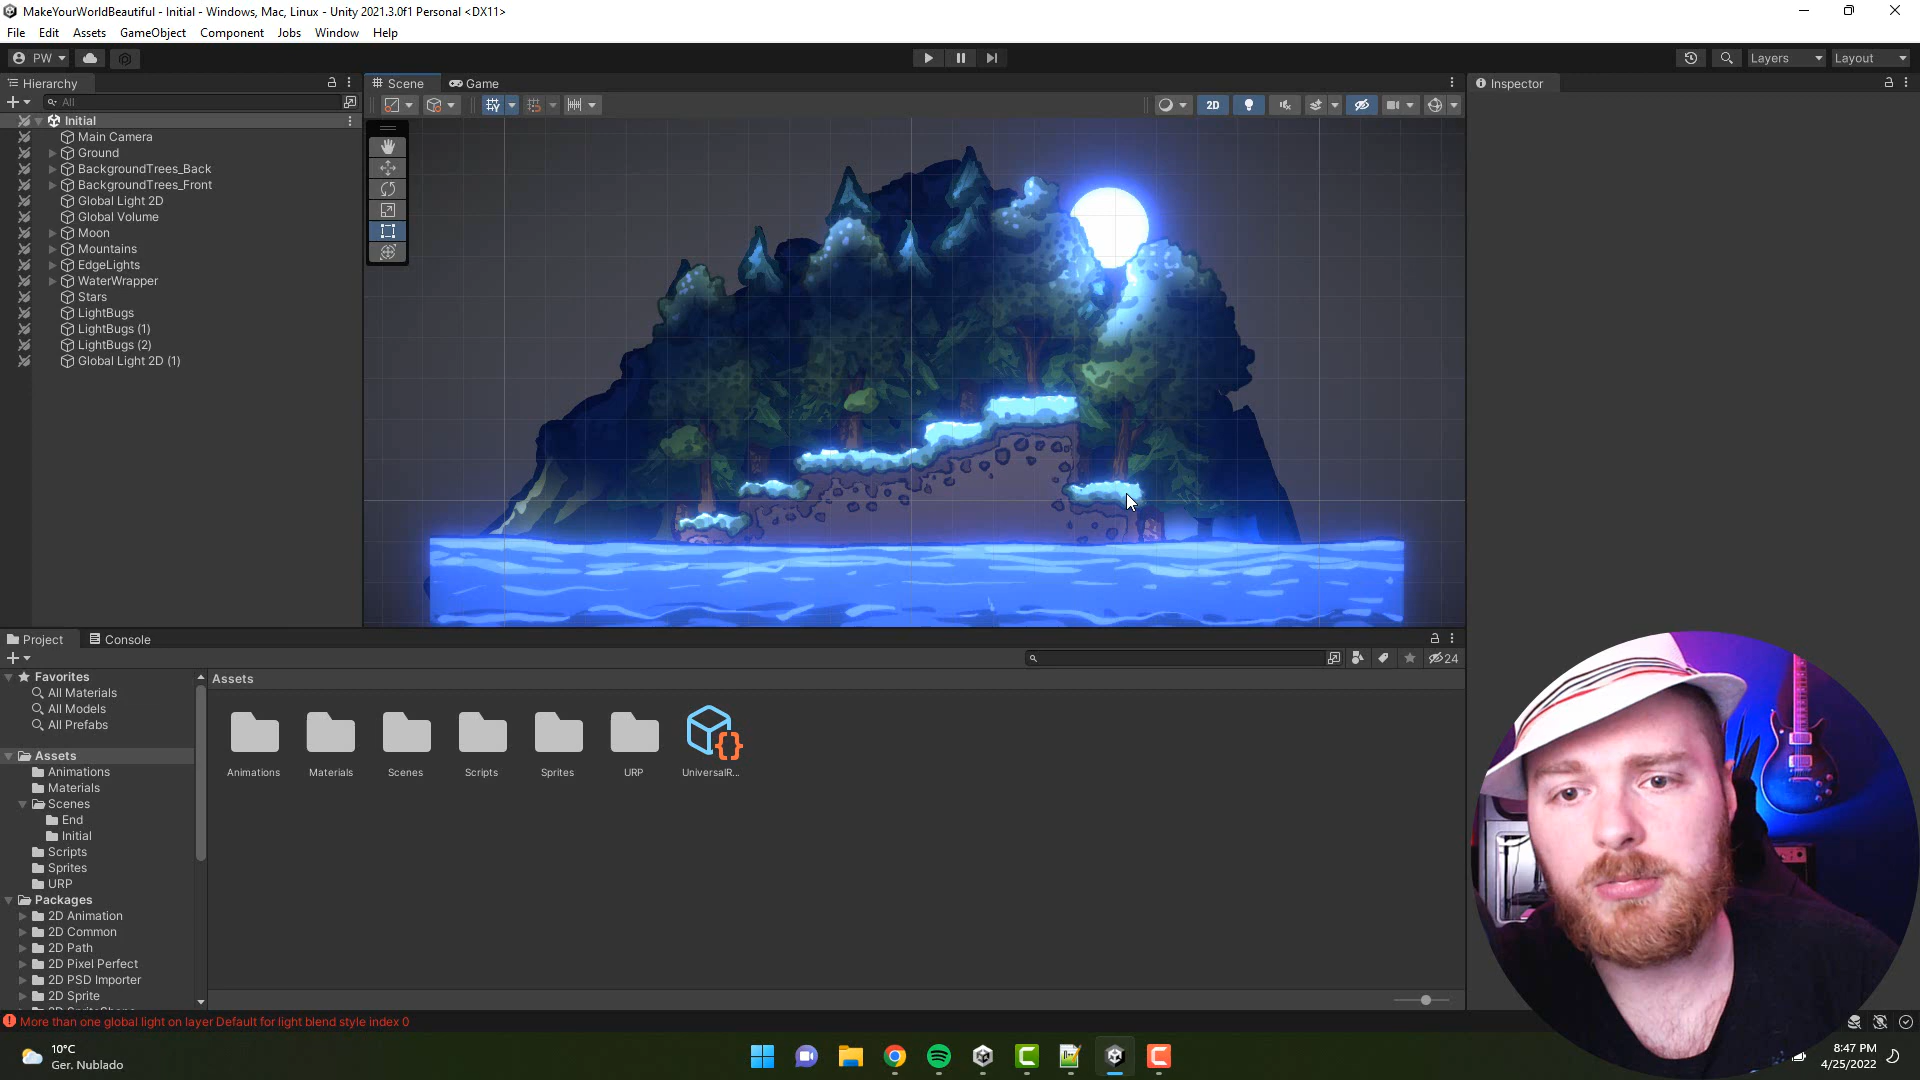 MakeYourWorldBeautiful - Initial - Windows, Mac, Linux - Unity 2021.3.0f1 Personal <DX11>
File Edit Assets GameObject Component Jobs Window Help
PW
Layers
Layout
Hierarchy
Scene
Game
Inspector
All
2D
Initial
Main Camera
Ground
BackgroundTrees_Back
BackgroundTrees_Front
Global Light 2D
Global Volume
Moon
Mountains
EdgeLights
WaterWrapper
Stars
LightBugs
LightBugs (1)
LightBugs (2)
Global Light 2D (1)
Project
Console
24
Favorites
All Materials
All Models
All Prefabs
Assets
Animations
Materials
Scenes
End
Initial
Scripts
Sprites
URP
Packages
2D Animation
2D Common
2D Path
2D Pixel Perfect
2D PSD Importer
2D Sprite
Assets
Animations
Materials
Scenes
Scripts
Sprites
URP
UniversalR...
More than one global light on layer Default for light blend style index 0
10°C
Ger. Nublado
8:47 PM
4/25/2022